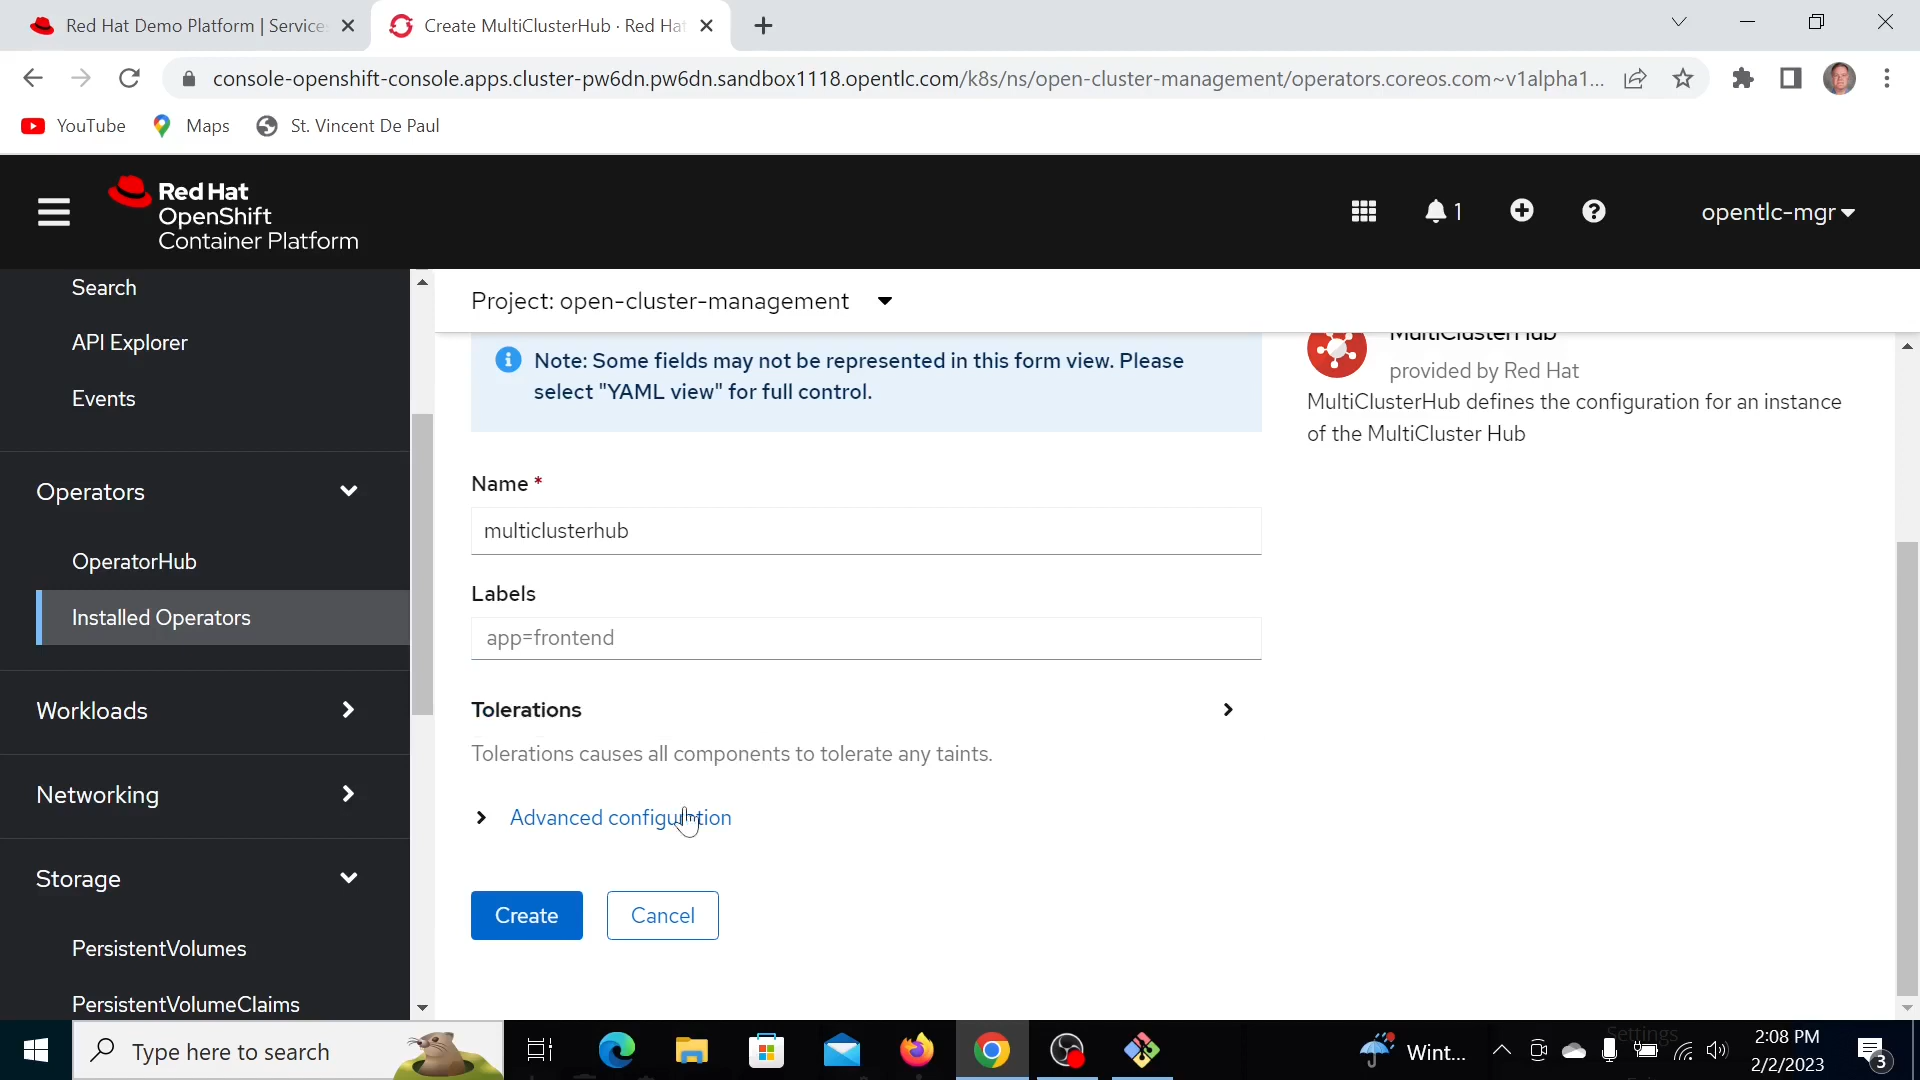 Red Hat Demo Platform | Service
Create MultiClusterHub · Red Hat
console-openshift-console.apps.cluster-pw6dn.pw6dn.sandbox1118.opentlc.com/k8s/ns/open-cluster-management/operators.coreos.com~v1alpha1...
YouTube
Maps
St. Vincent De Paul
Red Hat
OpenShift
Container Platform
1
opentlc-mgr
Search
API Explorer
Events
Operators
OperatorHub
Installed Operators
Workloads
Networking
Storage
PersistentVolumes
PersistentVolumeClaims
Project: open-cluster-management
Note: Some fields may not be represented in this form view. Please
select "YAML view" for full control.
Name *
multiclusterhub
Labels
app=frontend
Tolerations
Tolerations causes all components to tolerate any taints.
Advanced configuration
Create
Cancel
MultiClusterHub
provided by Red Hat
MultiClusterHub defines the configuration for an instance
of the MultiCluster Hub
Type here to search
Wint...
Settings
2:08 PM
2/2/2023
3